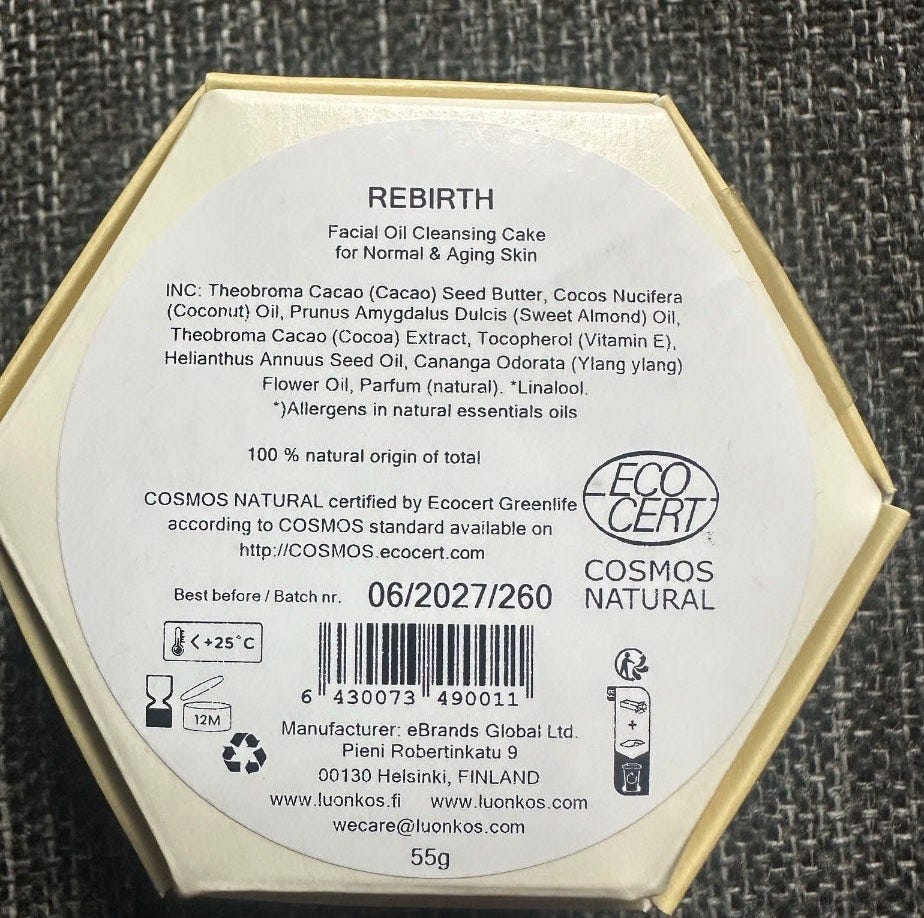 REBIRTH
Facial Oil Cleansing Cake
for Normal & Aging Skin
INC: Theobroma Cacao (Cacao) Seed Butter, Cocos Nucifera
(Coconut) Oil, Prunus Amygdalus Dulcis (Sweet Almond) Oil,
Theobroma Cacao (Cocoa) Extract, Tocopherol (Vitamin E),
Helianthus Annuus Seed Oil, Cananga Odorata (Ylang ylang)
Flower Oil, Parfum (natural). *Linalool.
*)Allergens in natural essentials oils
100 % natural origin of total
COSMOS NATURAL certified by Ecocert Greenlife
according to COSMOS standard available on
http://COSMOS.ecocert.com
ECO
CERT
COSMOS
NATURAL
Best before / Batch nr. 06/2027/260
<+25°C
6 430073 490011
12M
Manufacturer: eBrands Global Ltd.
Pieni Robertinkatu 9
00130 Helsinki, FINLAND
www.luonkos.fi www.luonkos.com
wecare@luonkos.com
55g
FR
+